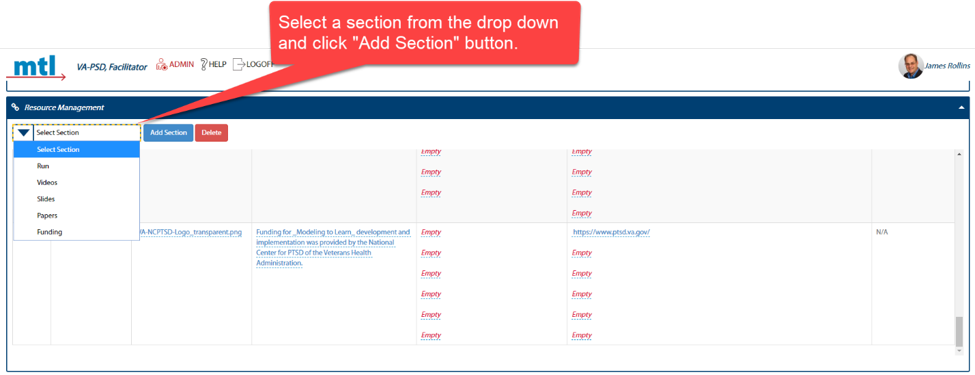 Select a section from the drop down
and click "Add Section" button.
mtl
VA-PSD, Facilitator
ADMIN
HELP
LOGOFF
James Rollins
Resource Management
Select Section
Add Section
Delete
Select Section
Run
Videos
Slides
Papers
Funding
Empty
Empty
Empty
Empty
Empty
Empty
Empty
VA-NCPTSD-Logo_transparent.png
Funding for _Modeling to Learn_ development and
implementation was provided by the National
Center for PTSD of the Veterans Health
Administration.
Empty
Empty
Empty
Empty
Empty
Empty
https://www.ptsd.va.gov/
Empty
Empty
Empty
Empty
Empty
N/A